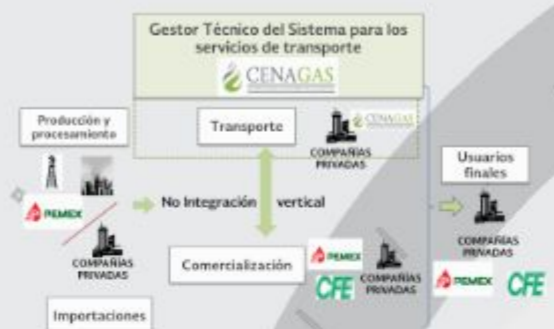 Gestor Técnico del Sistema para los
servicios de transporte
CENAGAS
Producción y
procesamiento
Transporte
CENAGAS
COMPAÑÍAS
PRIVADAS
Usuarios
finales
PEMEX
No Integración vertical
COMPAÑÍAS
PRIVADAS
COMPAÑÍAS
PRIVADAS
Comercialización
PEMEX
CFE
COMPAÑÍAS
PRIVADAS
PEMEX
CFE
Importaciones